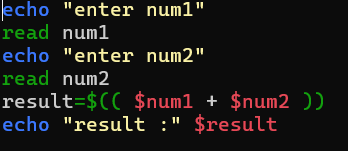 echo "enter num1"
read num1
echo "enter num2"
read num2
result=$(( $num1 + $num2 ))
echo "result :" $result